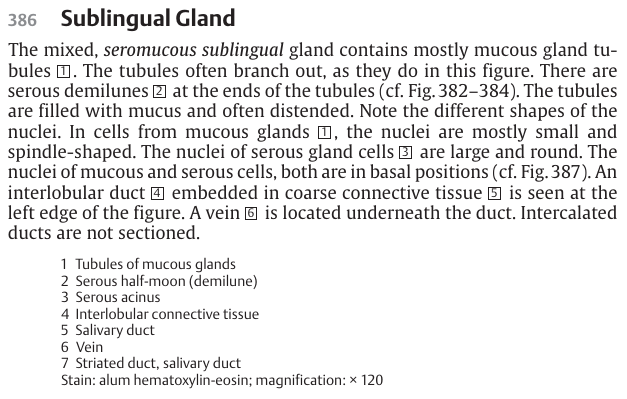 386 Sublingual Gland
The mixed, seromucous sublingual gland contains mostly mucous gland tu-
bules 1. The tubules often branch out, as they do in this figure. There are
serous demilunes 2 at the ends of the tubules (cf. Fig. 382–384). The tubules
are filled with mucus and often distended. Note the different shapes of the
nuclei. In cells from mucous glands 1, the nuclei are mostly small and
spindle-shaped. The nuclei of serous gland cells 3 are large and round. The
nuclei of mucous and serous cells, both are in basal positions (cf. Fig. 387). An
interlobular duct 4 embedded in coarse connective tissue 5 is seen at the
left edge of the figure. A vein 6 is located underneath the duct. Intercalated
ducts are not sectioned.
1 Tubules of mucous glands
2 Serous half-moon (demilune)
3 Serous acinus
4 Interlobular connective tissue
5 Salivary duct
6 Vein
7 Striated duct, salivary duct
Stain: alum hematoxylin-eosin; magnification: × 120